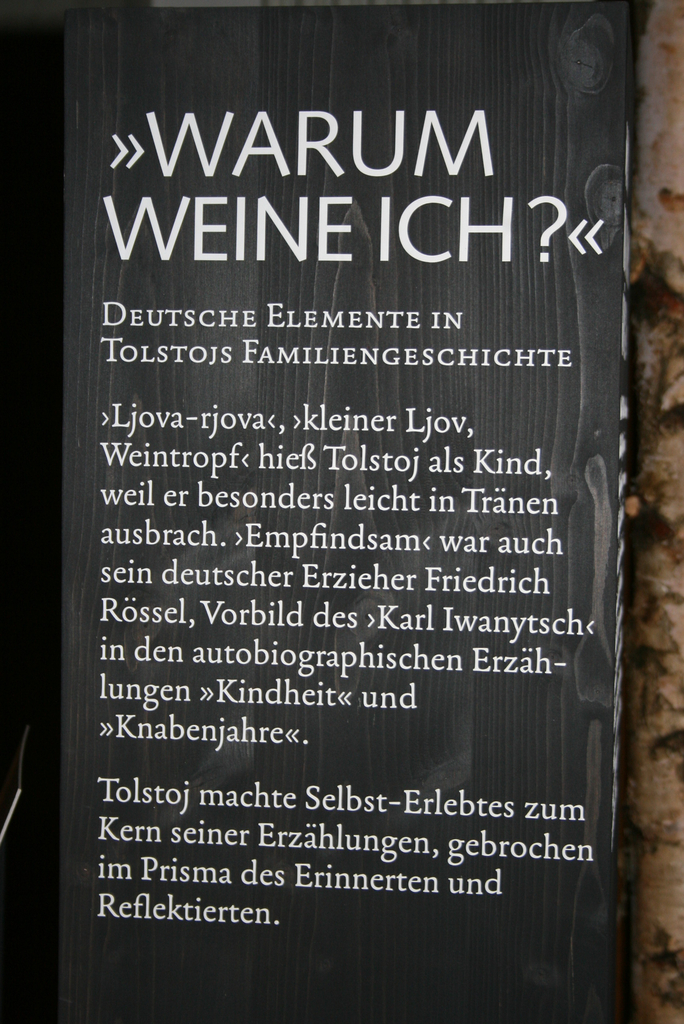 »WARUM
WEINE ICH?«
DEUTSCHE ELEMENTE IN
TOLSTOJS FAMILIENGESCHICHTE
›Ljova-rjova‹, ›kleiner Ljov,
Weintropf‹ hieß Tolstoj als Kind,
weil er besonders leicht in Tränen
ausbrach. ›Empfindsam‹ war auch
sein deutscher Erzieher Friedrich
Rössel, Vorbild des ›Karl Iwanytsch‹
in den autobiographischen Erzäh-
lungen »Kindheit« und
»Knabenjahre«.
Tolstoj machte Selbst-Erlebtes zum
Kern seiner Erzählungen, gebrochen
im Prisma des Erinnerten und
Reflektierten.